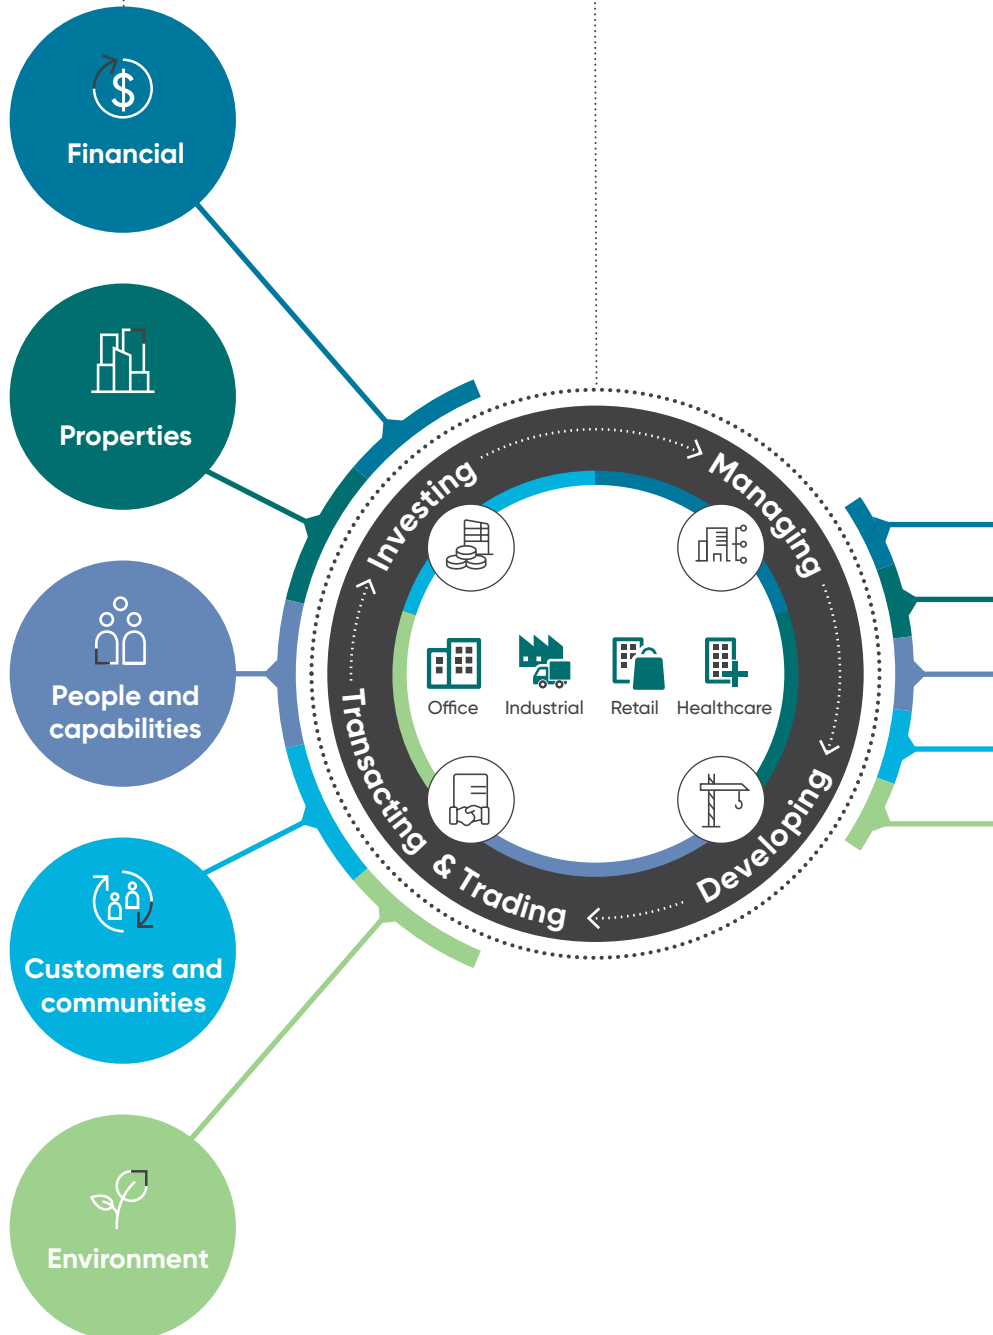 Financial
Properties
People and
capabilities
Customers and
communities
Environment
Investing
Managing
Developing
Transacting & Trading
Office
Industrial
Retail
Healthcare